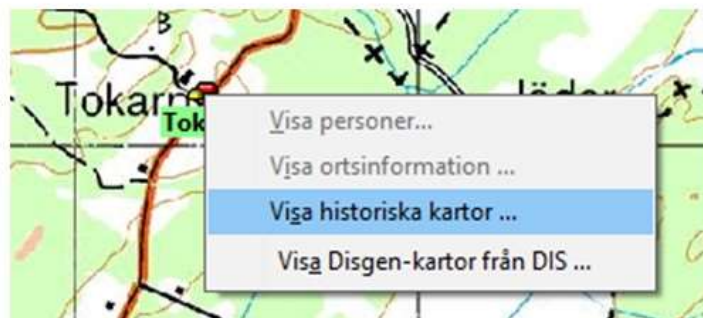 B
Tokarn
Tok
Visa personer...
Visa ortsinformation ...
Visa historiska kartor ...
Visa Disgen-kartor från DIS ...